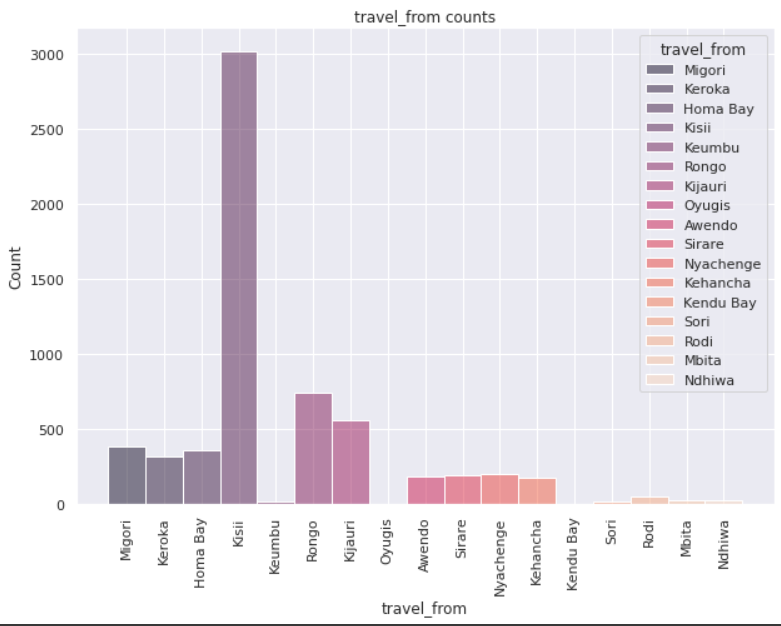 travel_from counts
3000
2500
2000
1500
1000
500
0
Count
travel_from
Migori
Keroka
Homa Bay
Kisii
Keumbu
Rongo
Kijauri
Oyugis
Awendo
Sirare
Nyachenge
Kehancha
Kendu Bay
Sori
Rodi
Mbita
Ndhiwa
Migori
Keroka
Homa Bay
Kisii
Keumbu
Rongo
Kijauri
Oyugis
Awendo
Sirare
Nyachenge
Kehancha
Kendu Bay
Sori
Rodi
Mbita
Ndhiwa
travel_from